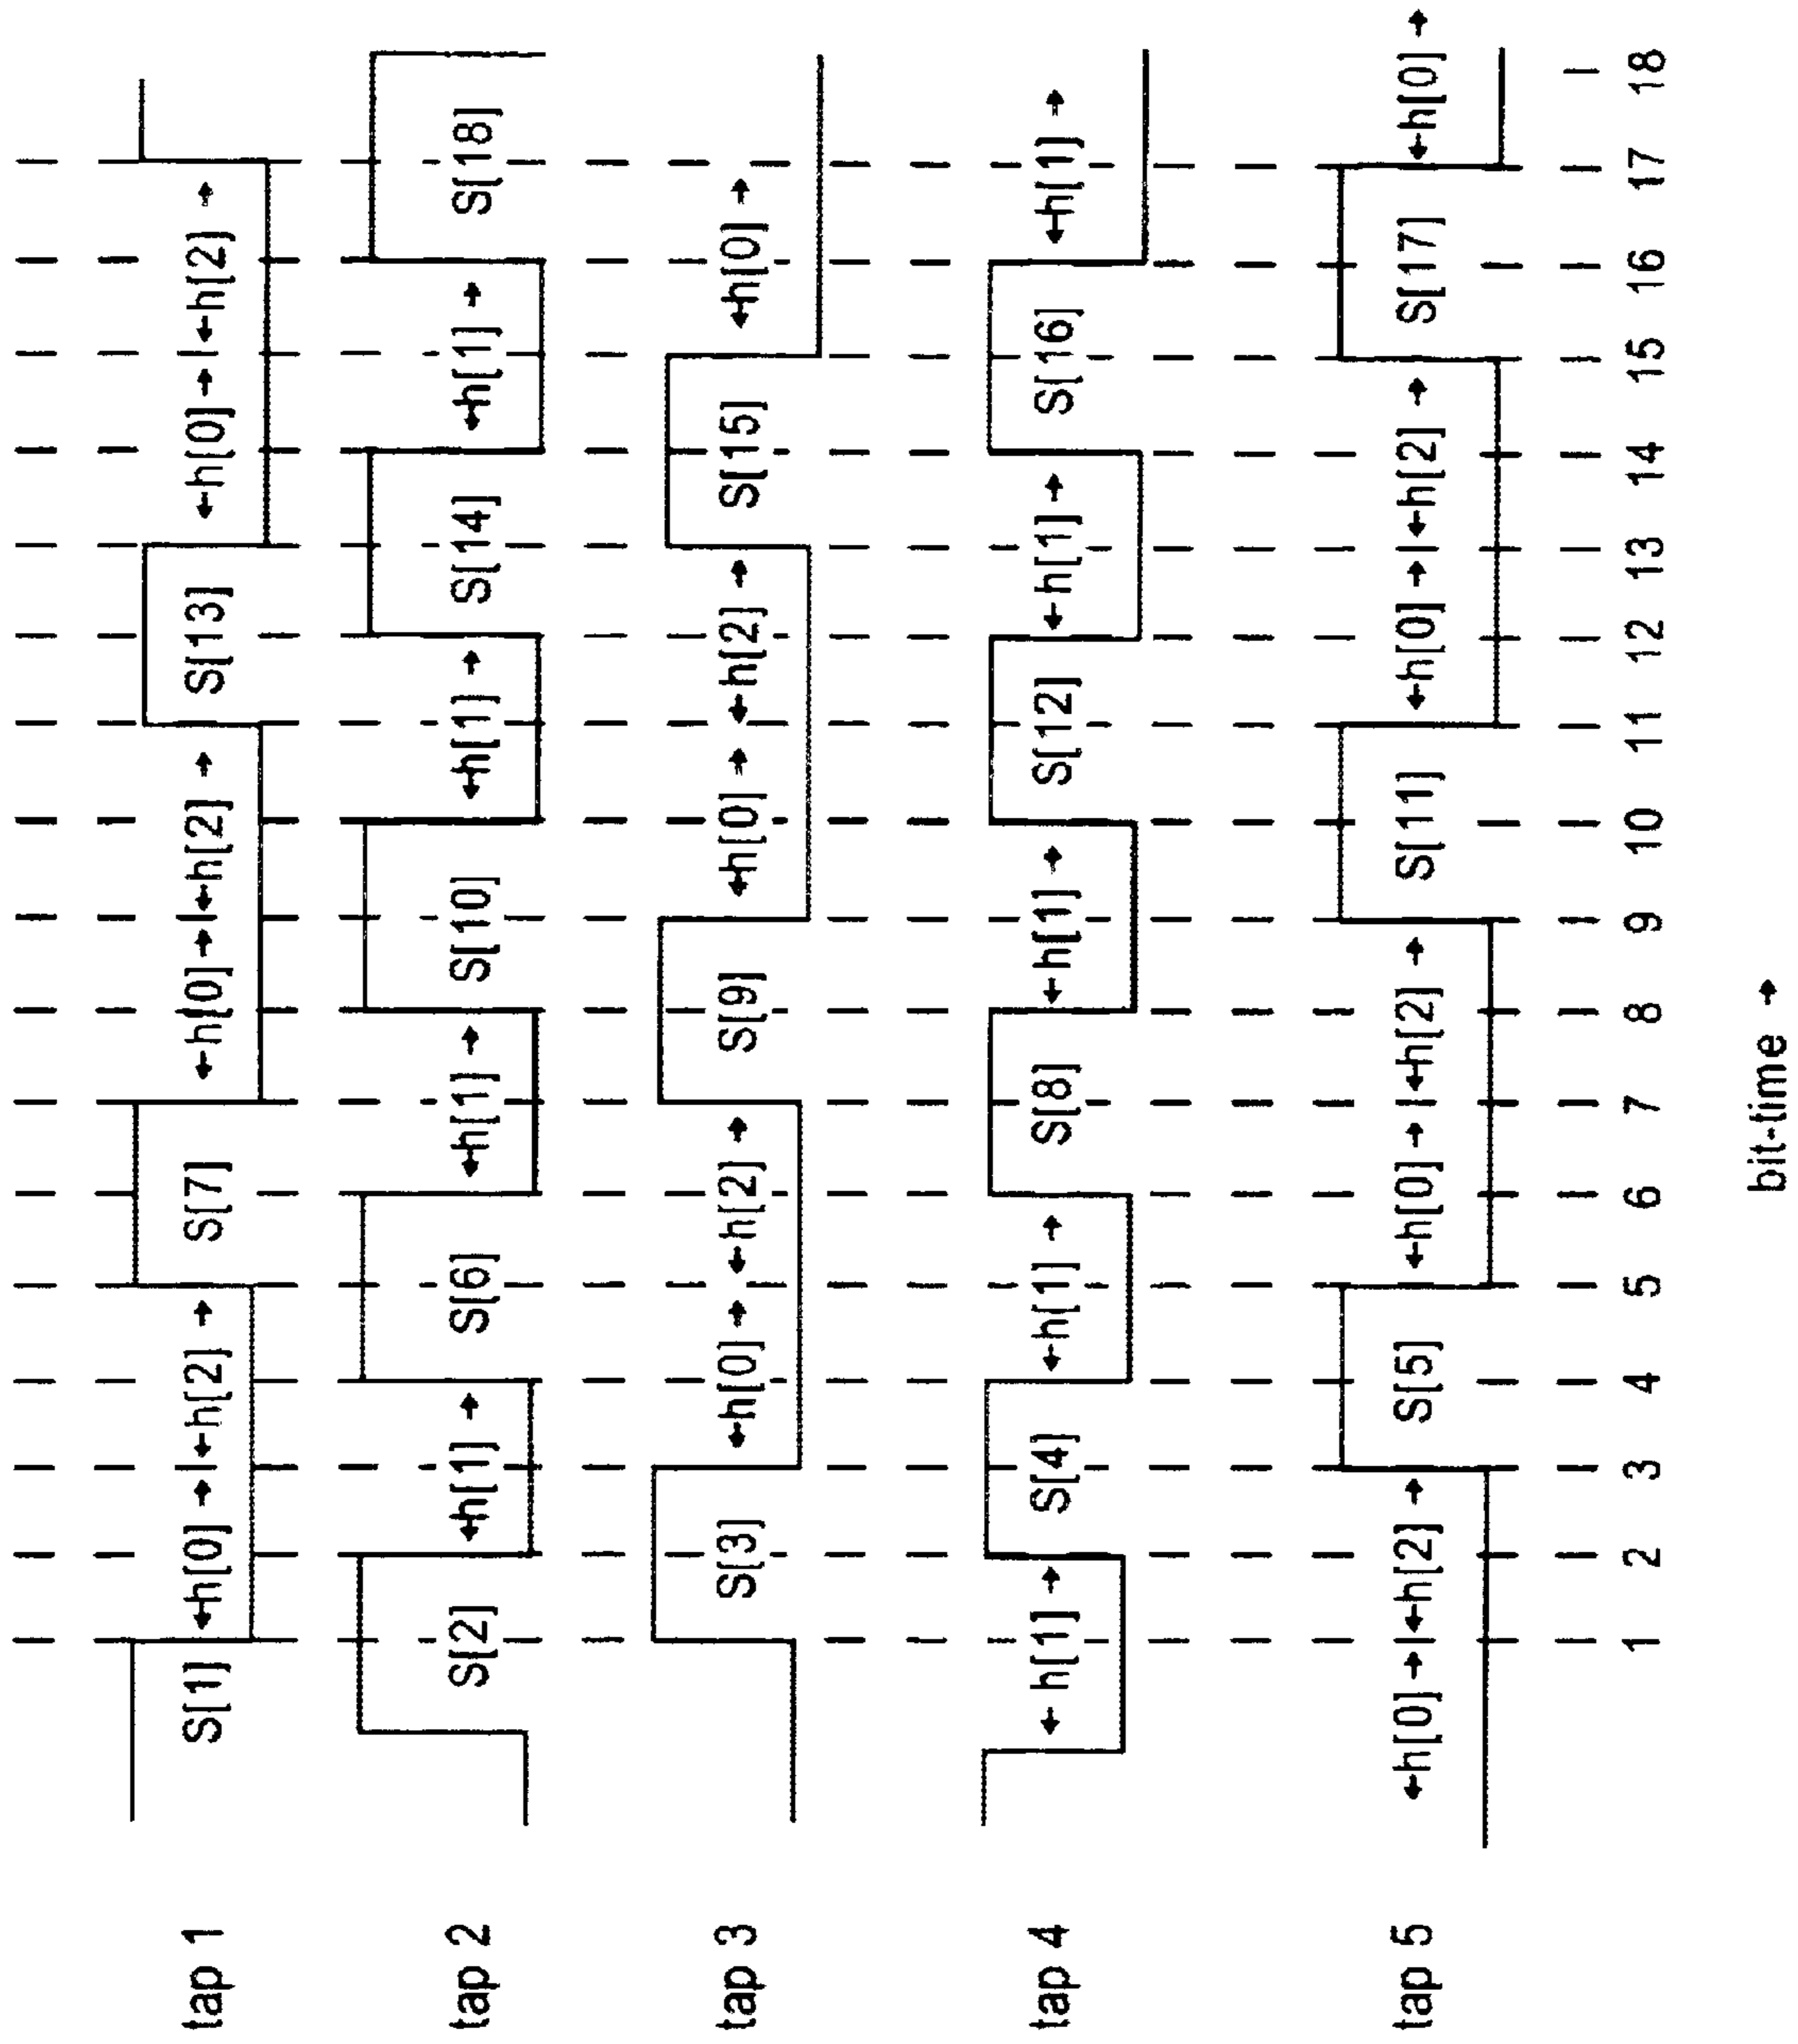 tap 1 S[1] ←h[0]→|←h[2]→ S[7] ←h[0]→|←h[2]→ S[13] ←h[0]→|←h[2]→
tap 2 S[2] ←h[1]→ S[6] ←h[1]→ S[10] ←h[1]→ S[14] ←h[1]→ S[18]
tap 3 S[3] ←h[0]→ ←h[2]→ S[9] ←h[0]→ ←h[2]→ S[15] ←h[0]→
tap 4 ←h[1]→ S[4] ←h[1]→ S[8] ←h[1]→ S[12] ←h[1]→ S[16] ←h[1]→
tap 5 ←h[0]→|←h[2]→ S[5] ←h[0]→|←h[2]→ S[11] ←h[0]→|←h[2]→ S[17] ←h[0]→
1 2 3 4 5 6 7 8 9 10 11 12 13 14 15 16 17 18
bit-time →